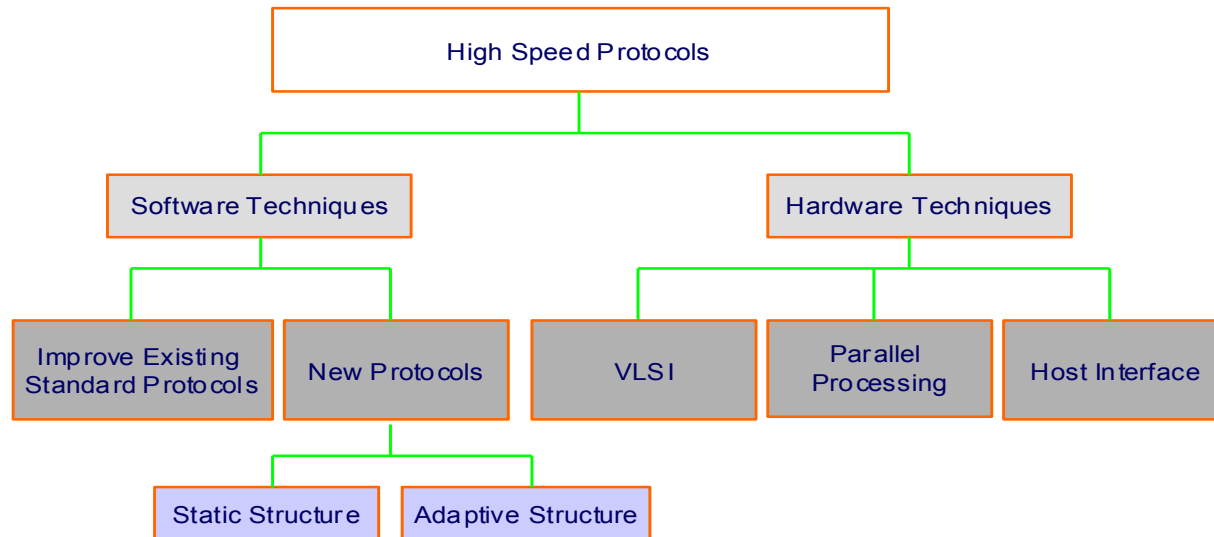 High Speed Protocols
Software Techniques
Hardware Techniques
Improve Existing
Standard Protocols
New Protocols
VLSI
Parallel
Processing
Host Interface
Static Structure
Adaptive Structure